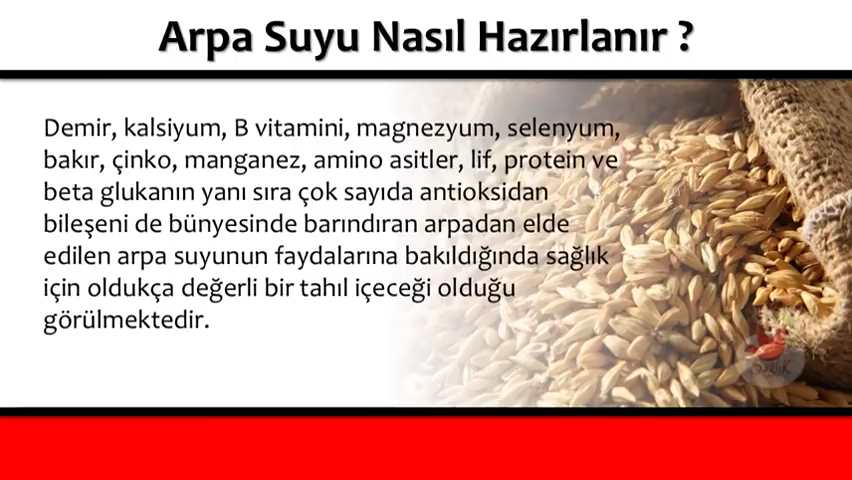 Arpa Suyu Nasıl Hazırlanır ?
Demir, kalsiyum, B vitamini, magnezyum, selenyum,
bakır, çinko, manganez, amino asitler, lif, protein ve
beta glukanın yanı sıra çok sayıda antioksidan
bileşeni de bünyesinde barındıran arpadan elde
edilen arpa suyunun faydalarına bakıldığında sağlık
için oldukça değerli bir tahıl içeceği olduğu
görülmektedir.
Sağlık